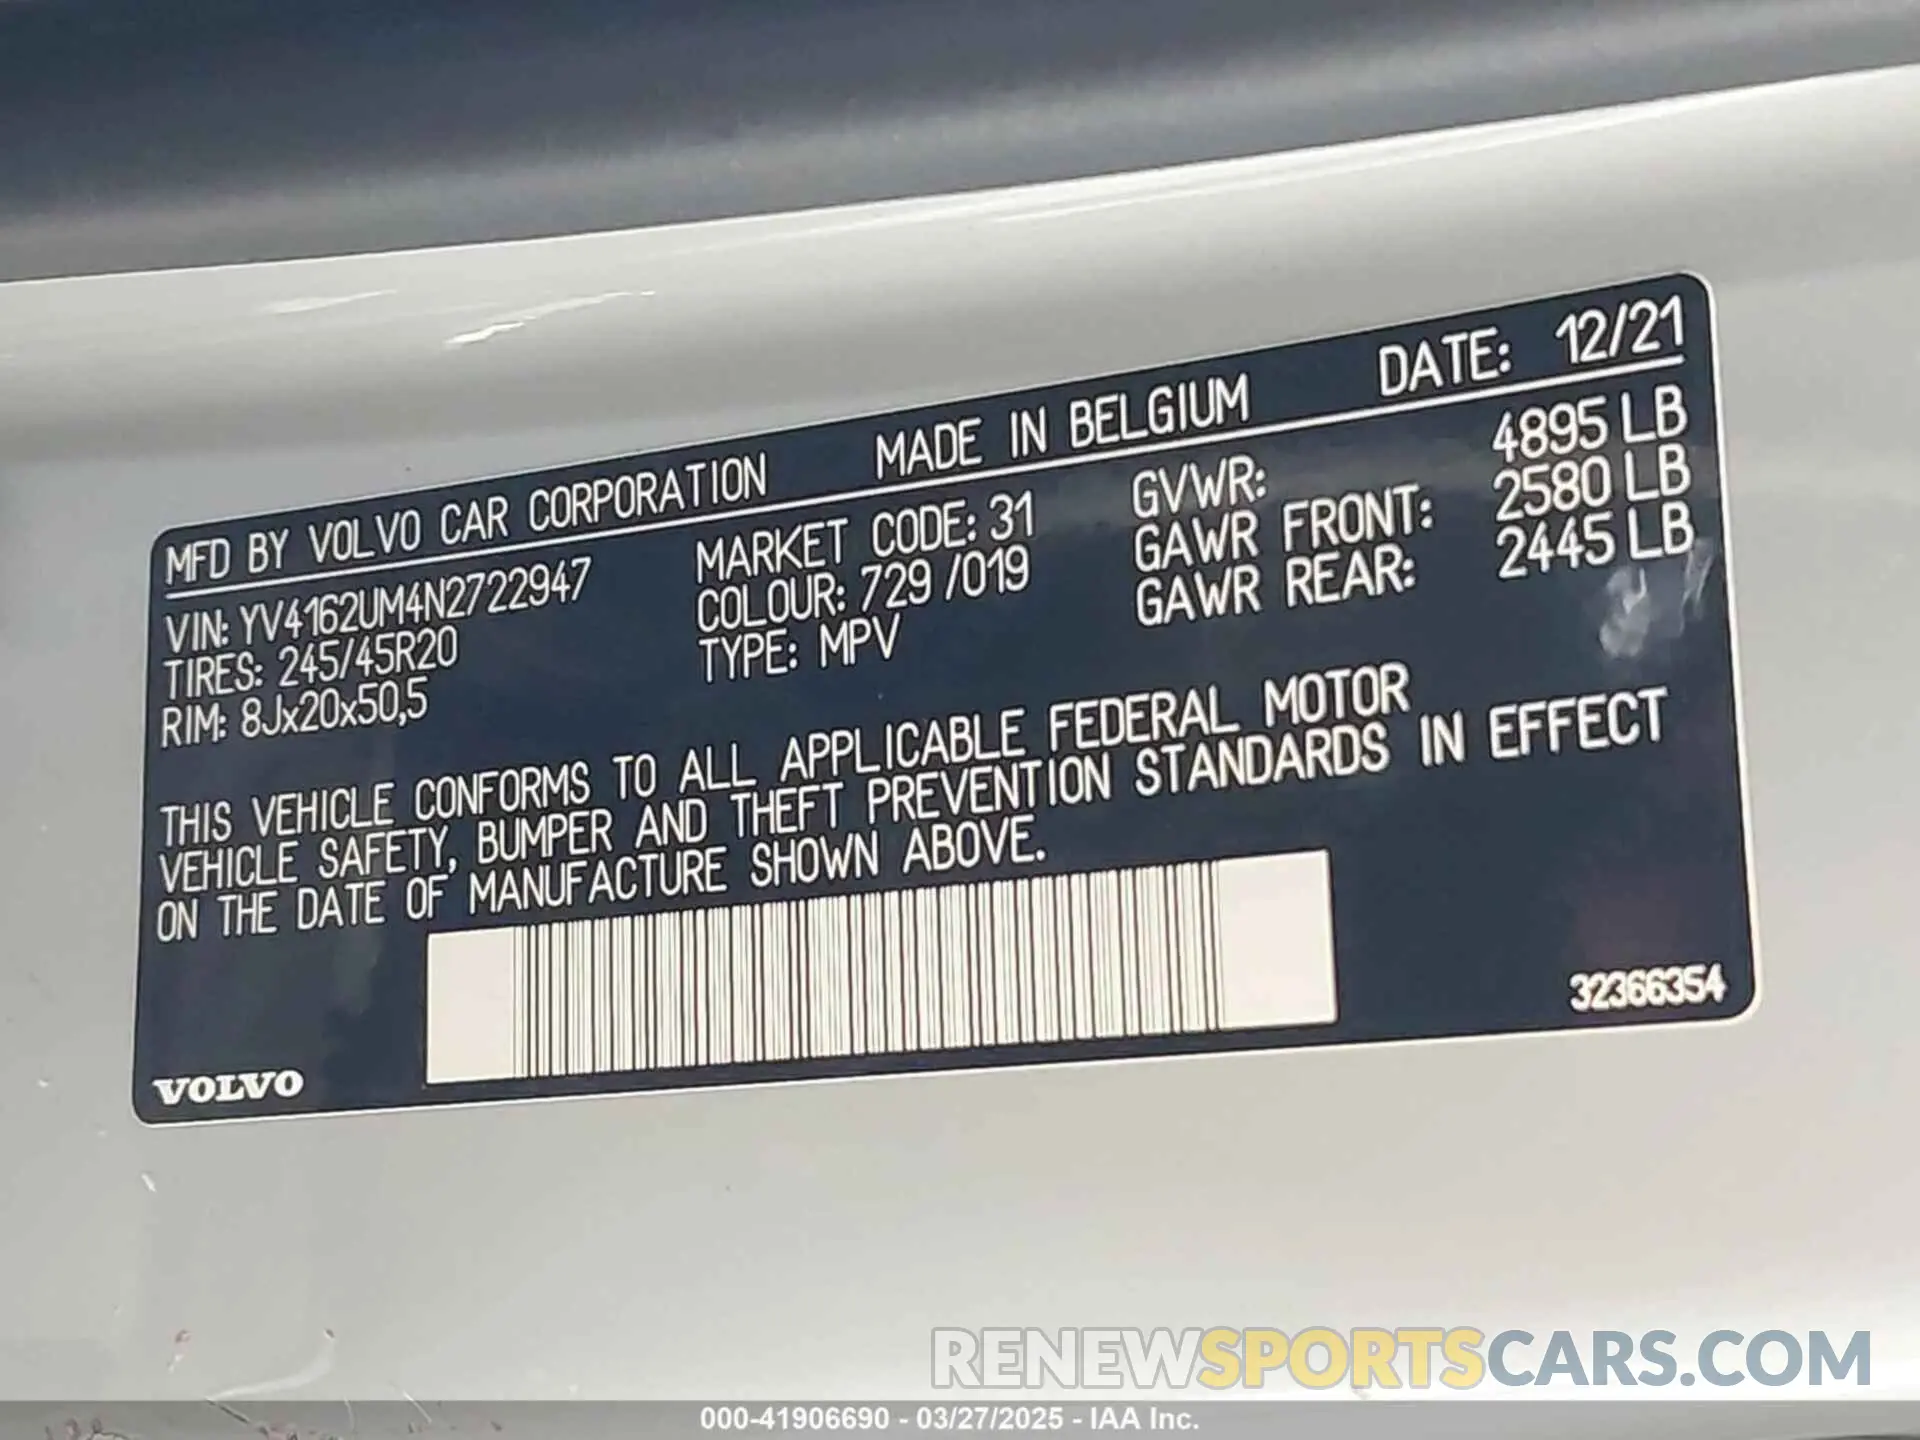 MFD BY VOLVO CAR CORPORATION MADE IN BELGIUM DATE: 12/21
VIN: YV4162UM4N2722947 MARKET CODE: 31 GVWR: 4895 LB
TIRES: 245/45R20 COLOUR: 729 /019 GAWR FRONT: 2580 LB
RIM: 8Jx20x50,5 TYPE: MPV GAWR REAR: 2445 LB
THIS VEHICLE CONFORMS TO ALL APPLICABLE FEDERAL MOTOR
VEHICLE SAFETY, BUMPER AND THEFT PREVENTION STANDARDS IN EFFECT
ON THE DATE OF MANUFACTURE SHOWN ABOVE.
32366354
VOLVO
RENEWSPORTSCARS.COM
000-41906690 - 03/27/2025 - IAA Inc.